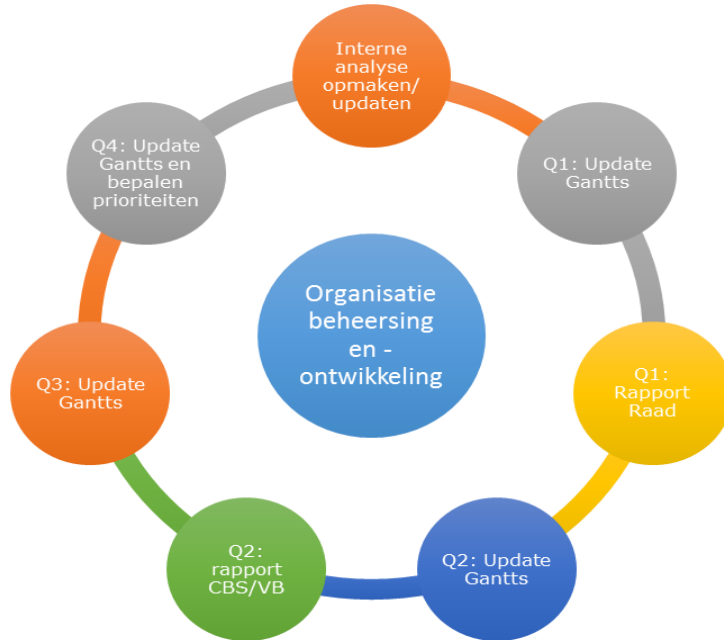 Interne
analyse
opmaken/
updaten
Q1: Update
Gantts
Q1:
Rapport
Raad
Q2: Update
Gantts
Q2:
rapport
CBS/VB
Q3: Update
Gantts
Q4: Update
Gantts en
bepalen
prioriteiten
Organisatie
beheersing
en -
ontwikkeling